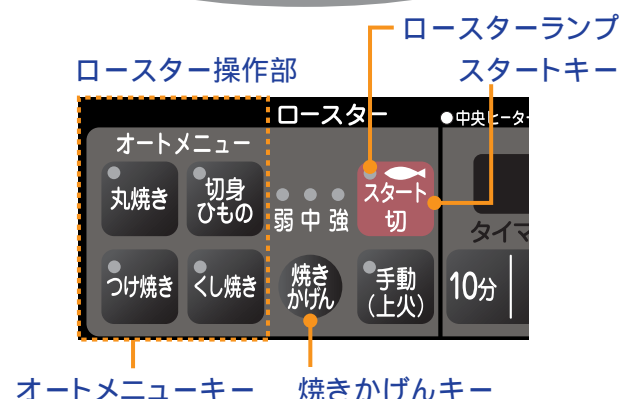 ロースターランプ
ロースター操作部
スタートキー
ロースター
●中央ヒーター
オートメニュー
丸焼き
切身
ひもの
弱 中 強
スタート
切
タイマ
つけ焼き
くし焼き
焼き
かげん
手動
(上火)
10分
オートメニューキー
焼きかげんキー